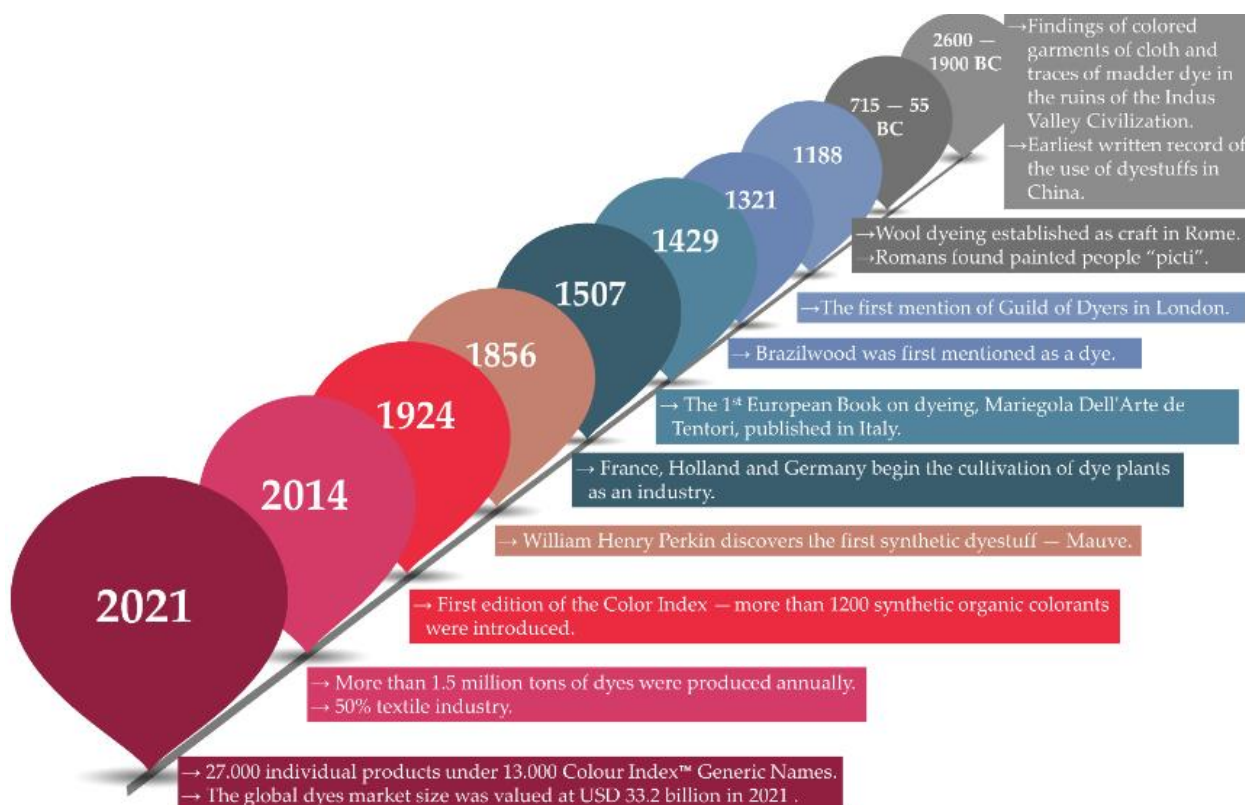 2600 —
1900 BC
→Findings of colored
garments of cloth and
traces of madder dye in
the ruins of the Indus
Valley Civilization.
→Earliest written record of
the use of dyestuffs in
China.
715 — 55
BC
→Wool dyeing established as craft in Rome.
→Romans found painted people “picti”.
1188
→The first mention of Guild of Dyers in London.
1321
→ Brazilwood was first mentioned as a dye.
1429
→ The 1st European Book on dyeing, Mariegola Dell'Arte de
Tentori, published in Italy.
1507
→ France, Holland and Germany begin the cultivation of dye plants
as an industry.
1856
→ William Henry Perkin discovers the first synthetic dyestuff — Mauve.
1924
→ First edition of the Color Index — more than 1200 synthetic organic colorants
were introduced.
2014
→ More than 1.5 million tons of dyes were produced annually.
→ 50% textile industry.
2021
→ 27.000 individual products under 13.000 Colour Index™ Generic Names.
→ The global dyes market size was valued at USD 33.2 billion in 2021 .